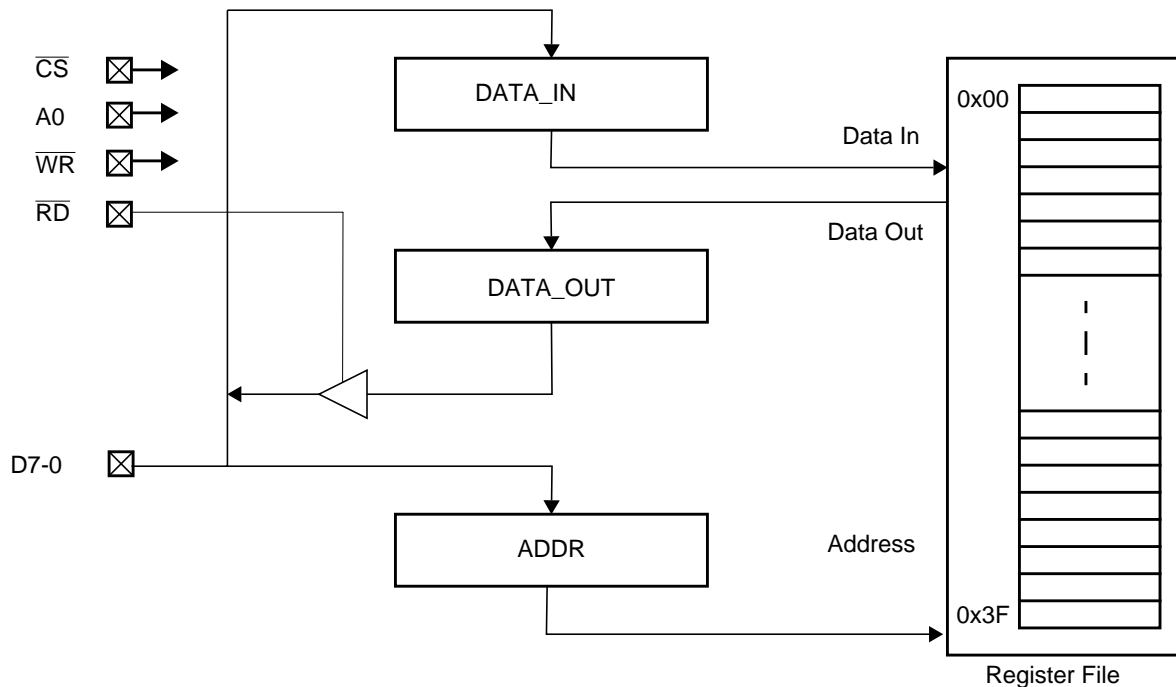 CS
DATA_IN
0x00
A0
Data In
WR
RD
Data Out
DATA_OUT
D7-0
ADDR
Address
0x3F
Register File